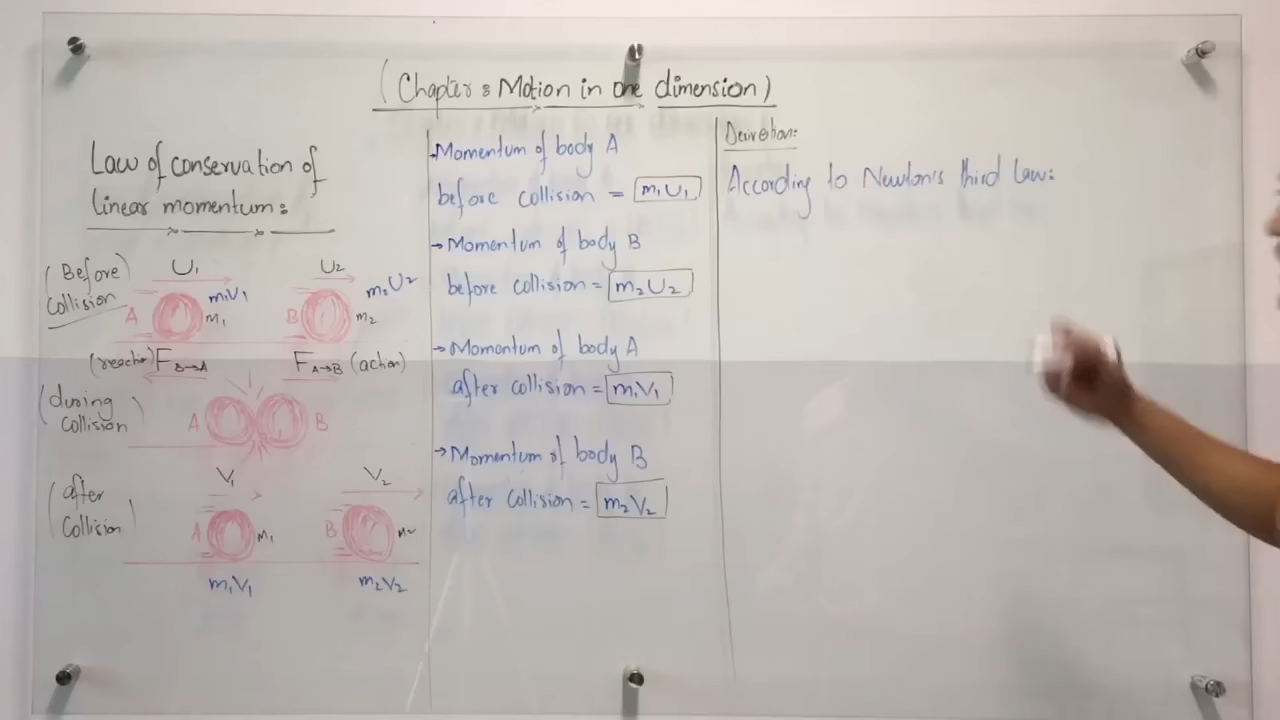 (Chapter : Motion in one dimension)
Law of conservation of
linear momentum:
(Before)
Collision
U₁
U₂
m₁V₁
m₂U₂
A
m₁
B
m₂
(reaction) F B→A
F A→B (action)
(during
collision)
A
B
(after
Collision)
V₁
V₂
A
m₁
B
m₂
m₁V₁
m₂V₂
→Momentum of body A
before collision = m₁U₁
→Momentum of body B
before collision = m₂U₂
→Momentum of body A
after collision = m₁V₁
→Momentum of body B
after collision = m₂V₂
Derivation:
According to Newton's third law: